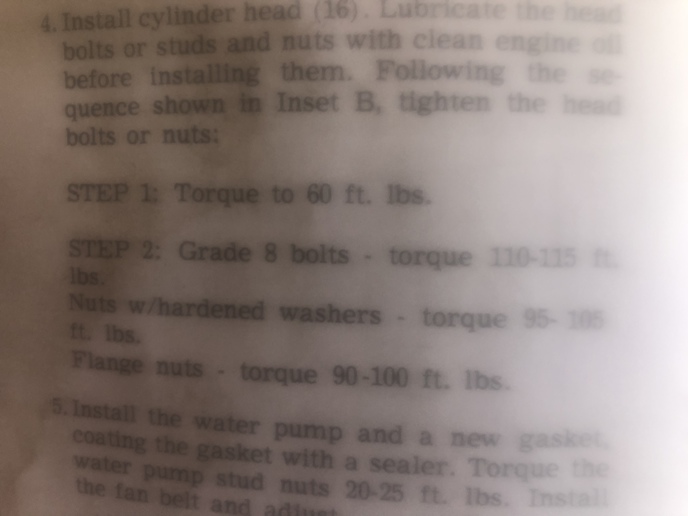 4. Install cylinder head (16). Lubricate the head
bolts or studs and nuts with clean engine oil
before installing them. Following the se-
quence shown in Inset B, tighten the head
bolts or nuts:
STEP 1: Torque to 60 ft. lbs.
STEP 2: Grade 8 bolts - torque 110-115 ft.
lbs.
Nuts w/hardened washers - torque 95- 105
ft. lbs.
Flange nuts - torque 90-100 ft. lbs.
5. Install the water pump and a new gasket,
coating the gasket with a sealer. Torque the
water pump stud nuts 20-25 ft. lbs. Install
the fan belt and adjust